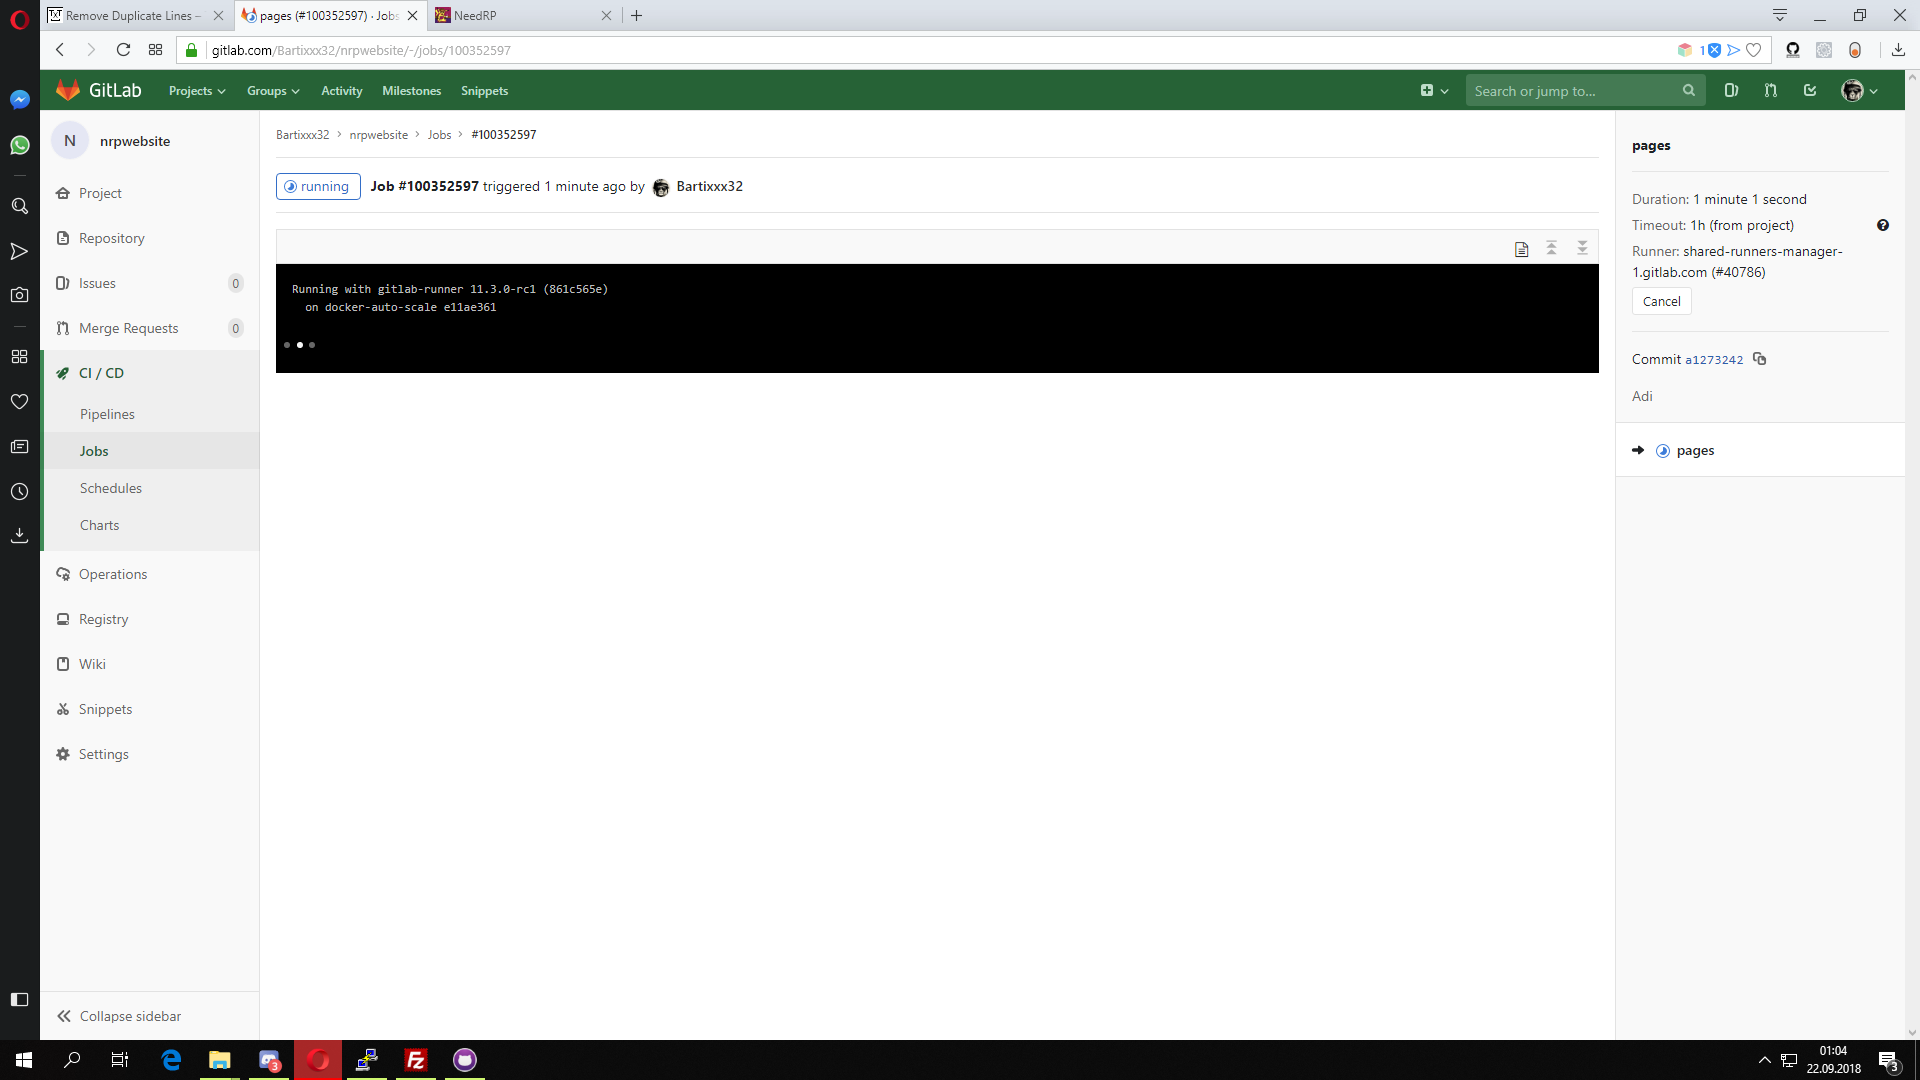 Remove Duplicate Lines –
pages (#100352597) · Jobs
NeedRP
gitlab.com/Bartixxx32/nrpwebsite/-/jobs/100352597
1
GitLab
Projects
Groups
Activity
Milestones
Snippets
Search or jump to...
N
nrpwebsite
Project
Repository
Issues
0
Merge Requests
0
CI / CD
Pipelines
Jobs
Schedules
Charts
Operations
Registry
Wiki
Snippets
Settings
Collapse sidebar
Bartixxx32 > nrpwebsite > Jobs > #100352597
running
Job #100352597 triggered 1 minute ago by Bartixxx32
Running with gitlab-runner 11.3.0-rc1 (861c565e)
on docker-auto-scale e11ae361
pages
Duration: 1 minute 1 second
Timeout: 1h (from project)
Runner: shared-runners-manager-
1.gitlab.com (#40786)
Cancel
Commit a1273242
Adi
pages
3
01:04
22.09.2018
3